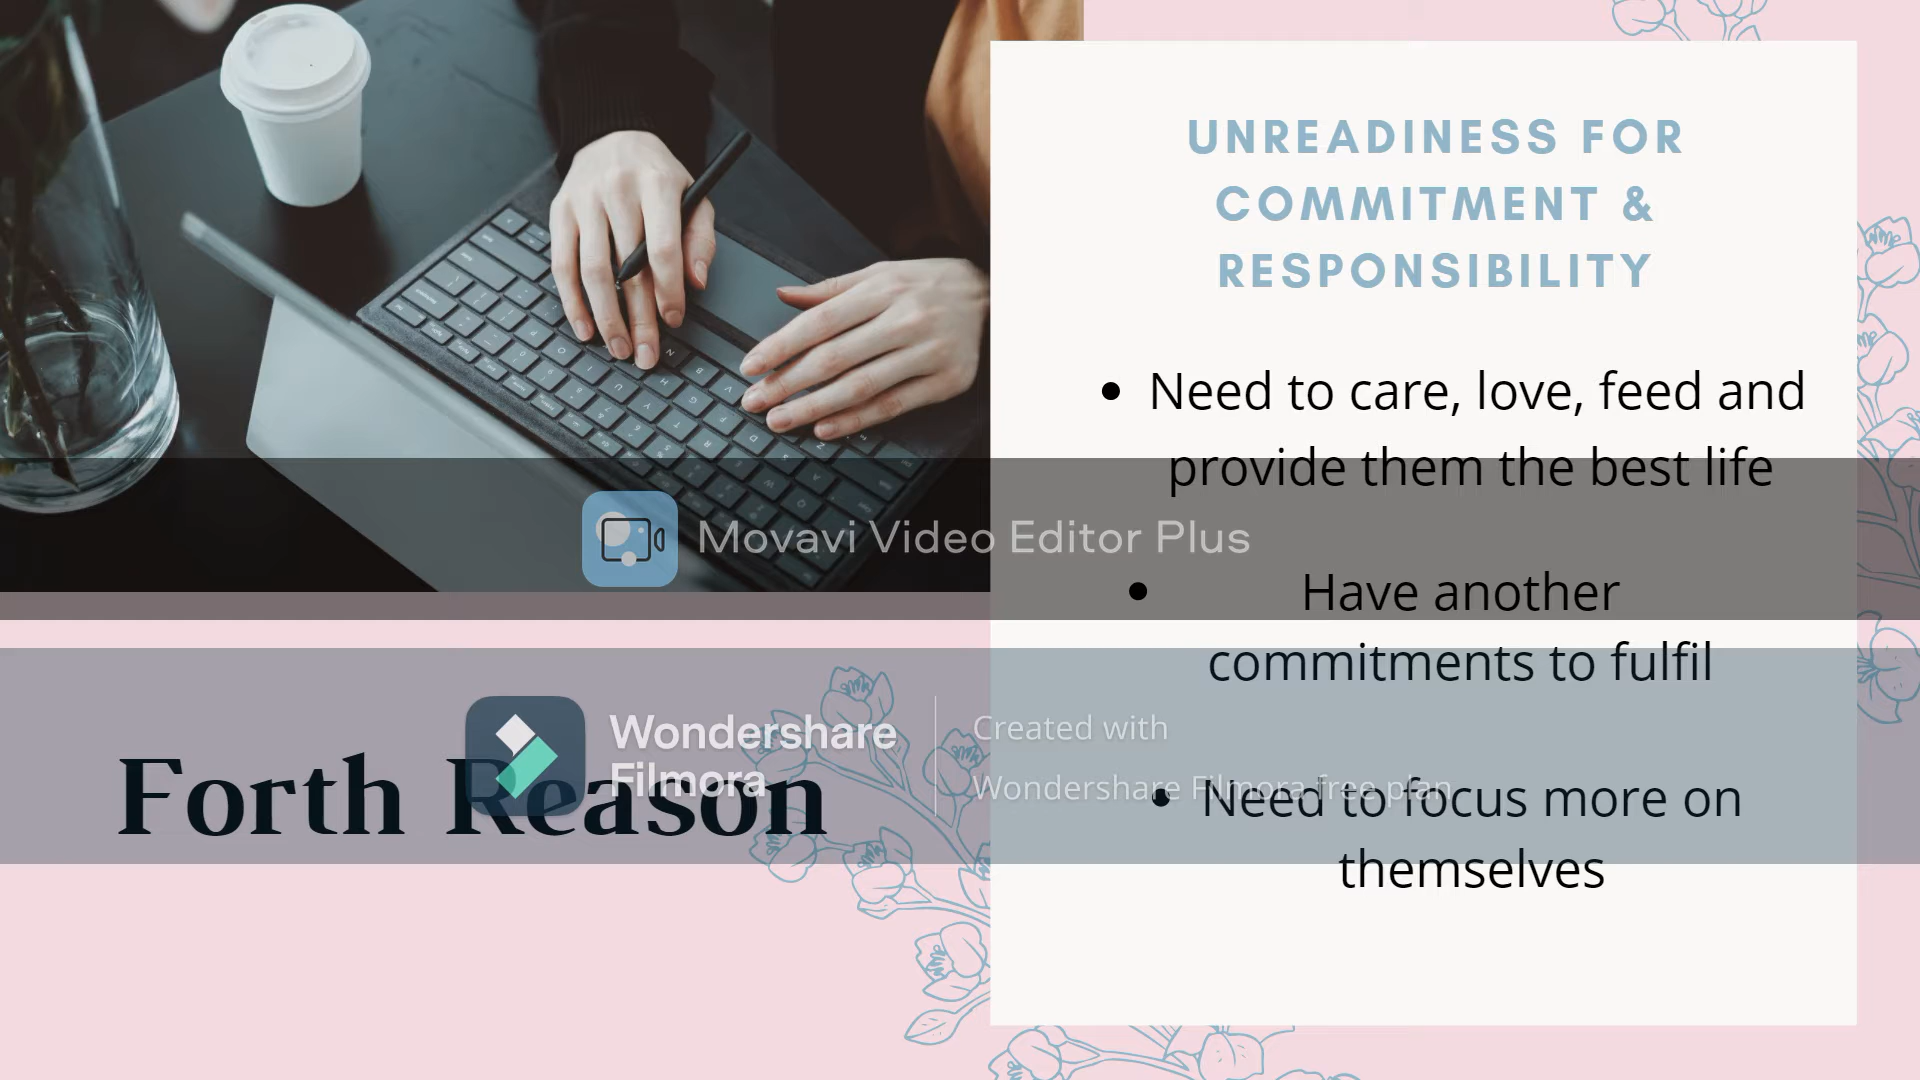 UNREADINESS FOR
COMMITMENT &
RESPONSIBILITY
• Need to care, love, feed and
provide them the best life
Movavi Video Editor Plus
• Have another
commitments to fulfil
Forth Reason
Wondershare
Filmora
Created with
Wondershare Filmora free plan
• Need to focus more on
themselves